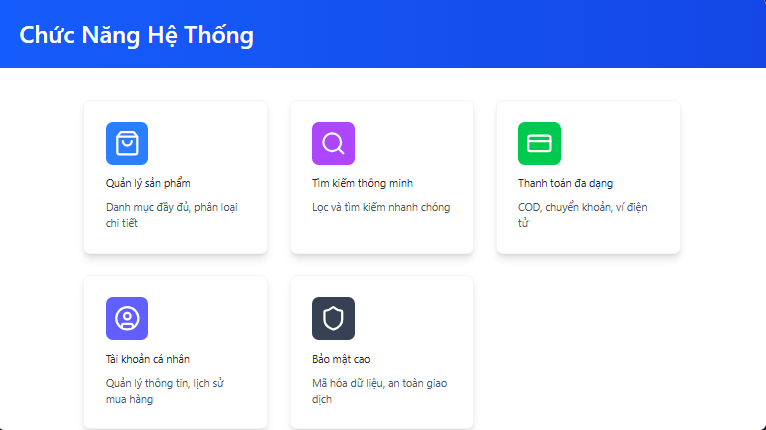 Chức Năng Hệ Thống
Quản lý sản phẩm
Danh mục đầy đủ, phân loại
chi tiết
Tìm kiếm thông minh
Lọc và tìm kiếm nhanh chóng
Thanh toán đa dạng
COD, chuyển khoản, ví điện
tử
Tài khoản cá nhân
Quản lý thông tin, lịch sử
mua hàng
Bảo mật cao
Mã hóa dữ liệu, an toàn giao
dịch